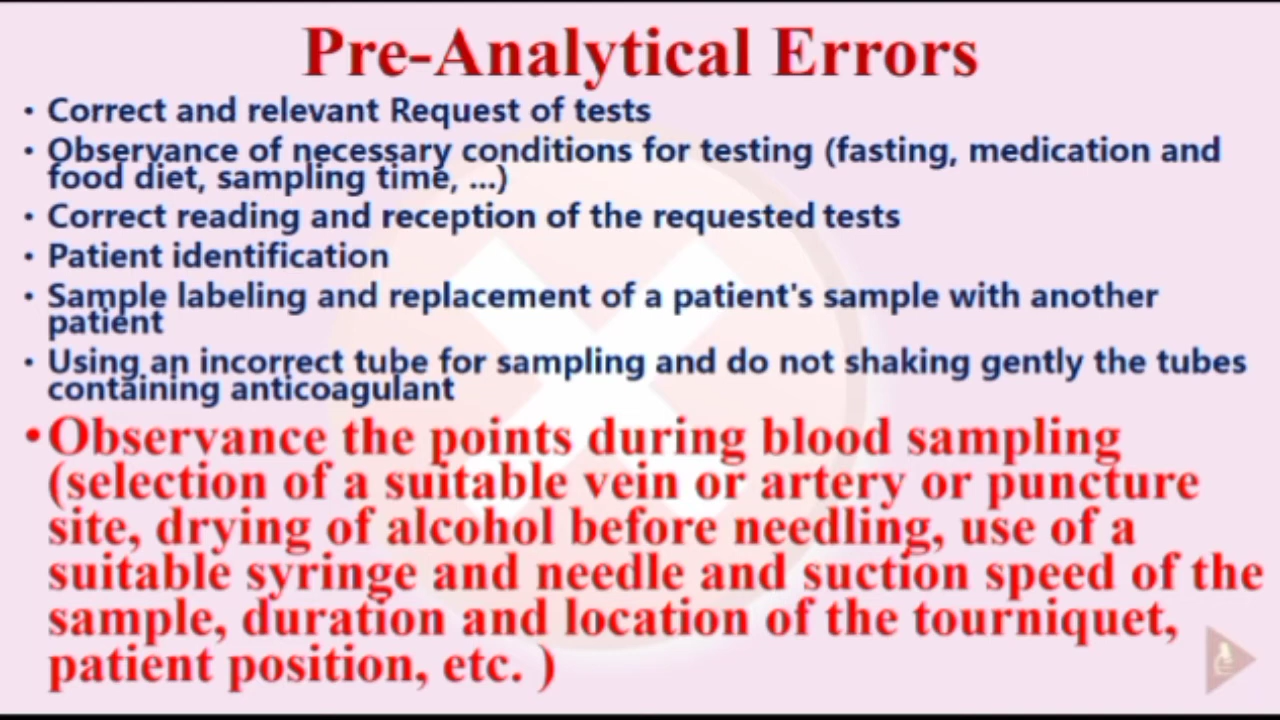 Pre-Analytical Errors
• Correct and relevant Request of tests
• Observance of necessary conditions for testing (fasting, medication and
food diet, sampling time, ...)
• Correct reading and reception of the requested tests
• Patient identification
• Sample labeling and replacement of a patient's sample with another
patient
• Using an incorrect tube for sampling and do not shaking gently the tubes
containing anticoagulant
•Observance the points during blood sampling
(selection of a suitable vein or artery or puncture
site, drying of alcohol before needling, use of a
suitable syringe and needle and suction speed of the
sample, duration and location of the tourniquet,
patient position, etc. )